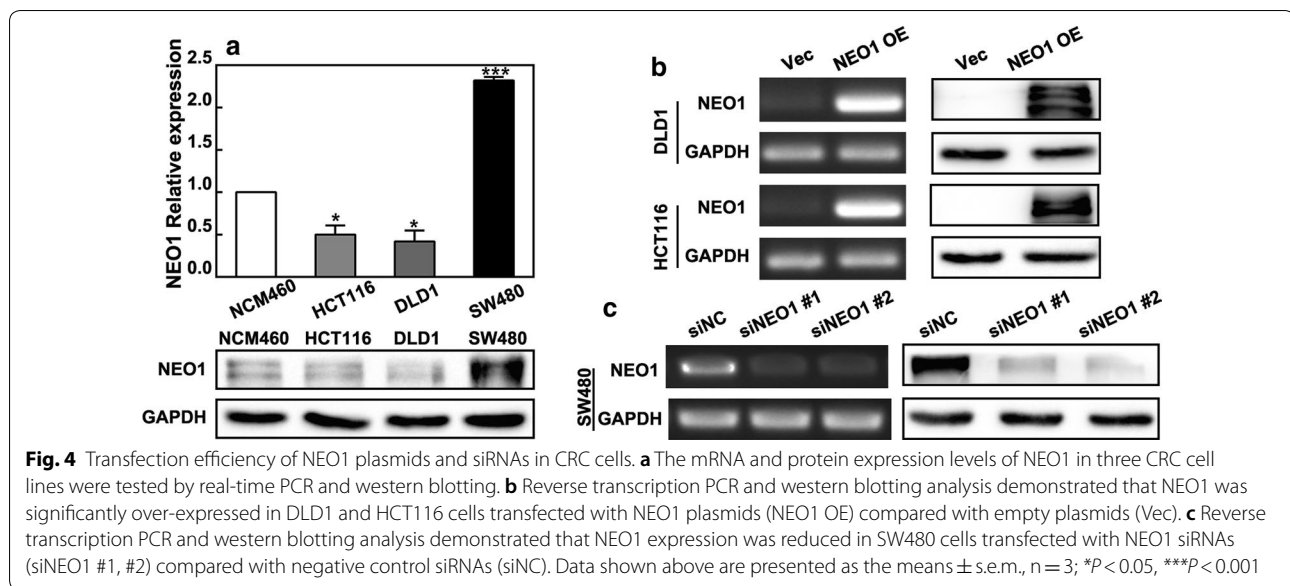 a
NEO1 Relative expression
2.5
2.0
1.5
1.0
0.5
0.0
*
*
***
NCM460 HCT116 DLD1 SW480
NCM460 HCT116 DLD1 SW480
NEO1
GAPDH
b
Vec NEO1 OE Vec NEO1 OE
DLD1
NEO1
GAPDH
HCT116
NEO1
GAPDH
c
siNC siNEO1 #1 siNEO1 #2 siNC siNEO1 #1 siNEO1 #2
SW480
NEO1
GAPDH
Fig. 4 Transfection efficiency of NEO1 plasmids and siRNAs in CRC cells. a The mRNA and protein expression levels of NEO1 in three CRC cell
lines were tested by real-time PCR and western blotting. b Reverse transcription PCR and western blotting analysis demonstrated that NEO1 was
significantly over-expressed in DLD1 and HCT116 cells transfected with NEO1 plasmids (NEO1 OE) compared with empty plasmids (Vec). c Reverse
transcription PCR and western blotting analysis demonstrated that NEO1 expression was reduced in SW480 cells transfected with NEO1 siRNAs
(siNEO1 #1, #2) compared with negative control siRNAs (siNC). Data shown above are presented as the means ± s.e.m., n = 3; *P < 0.05, ***P < 0.001